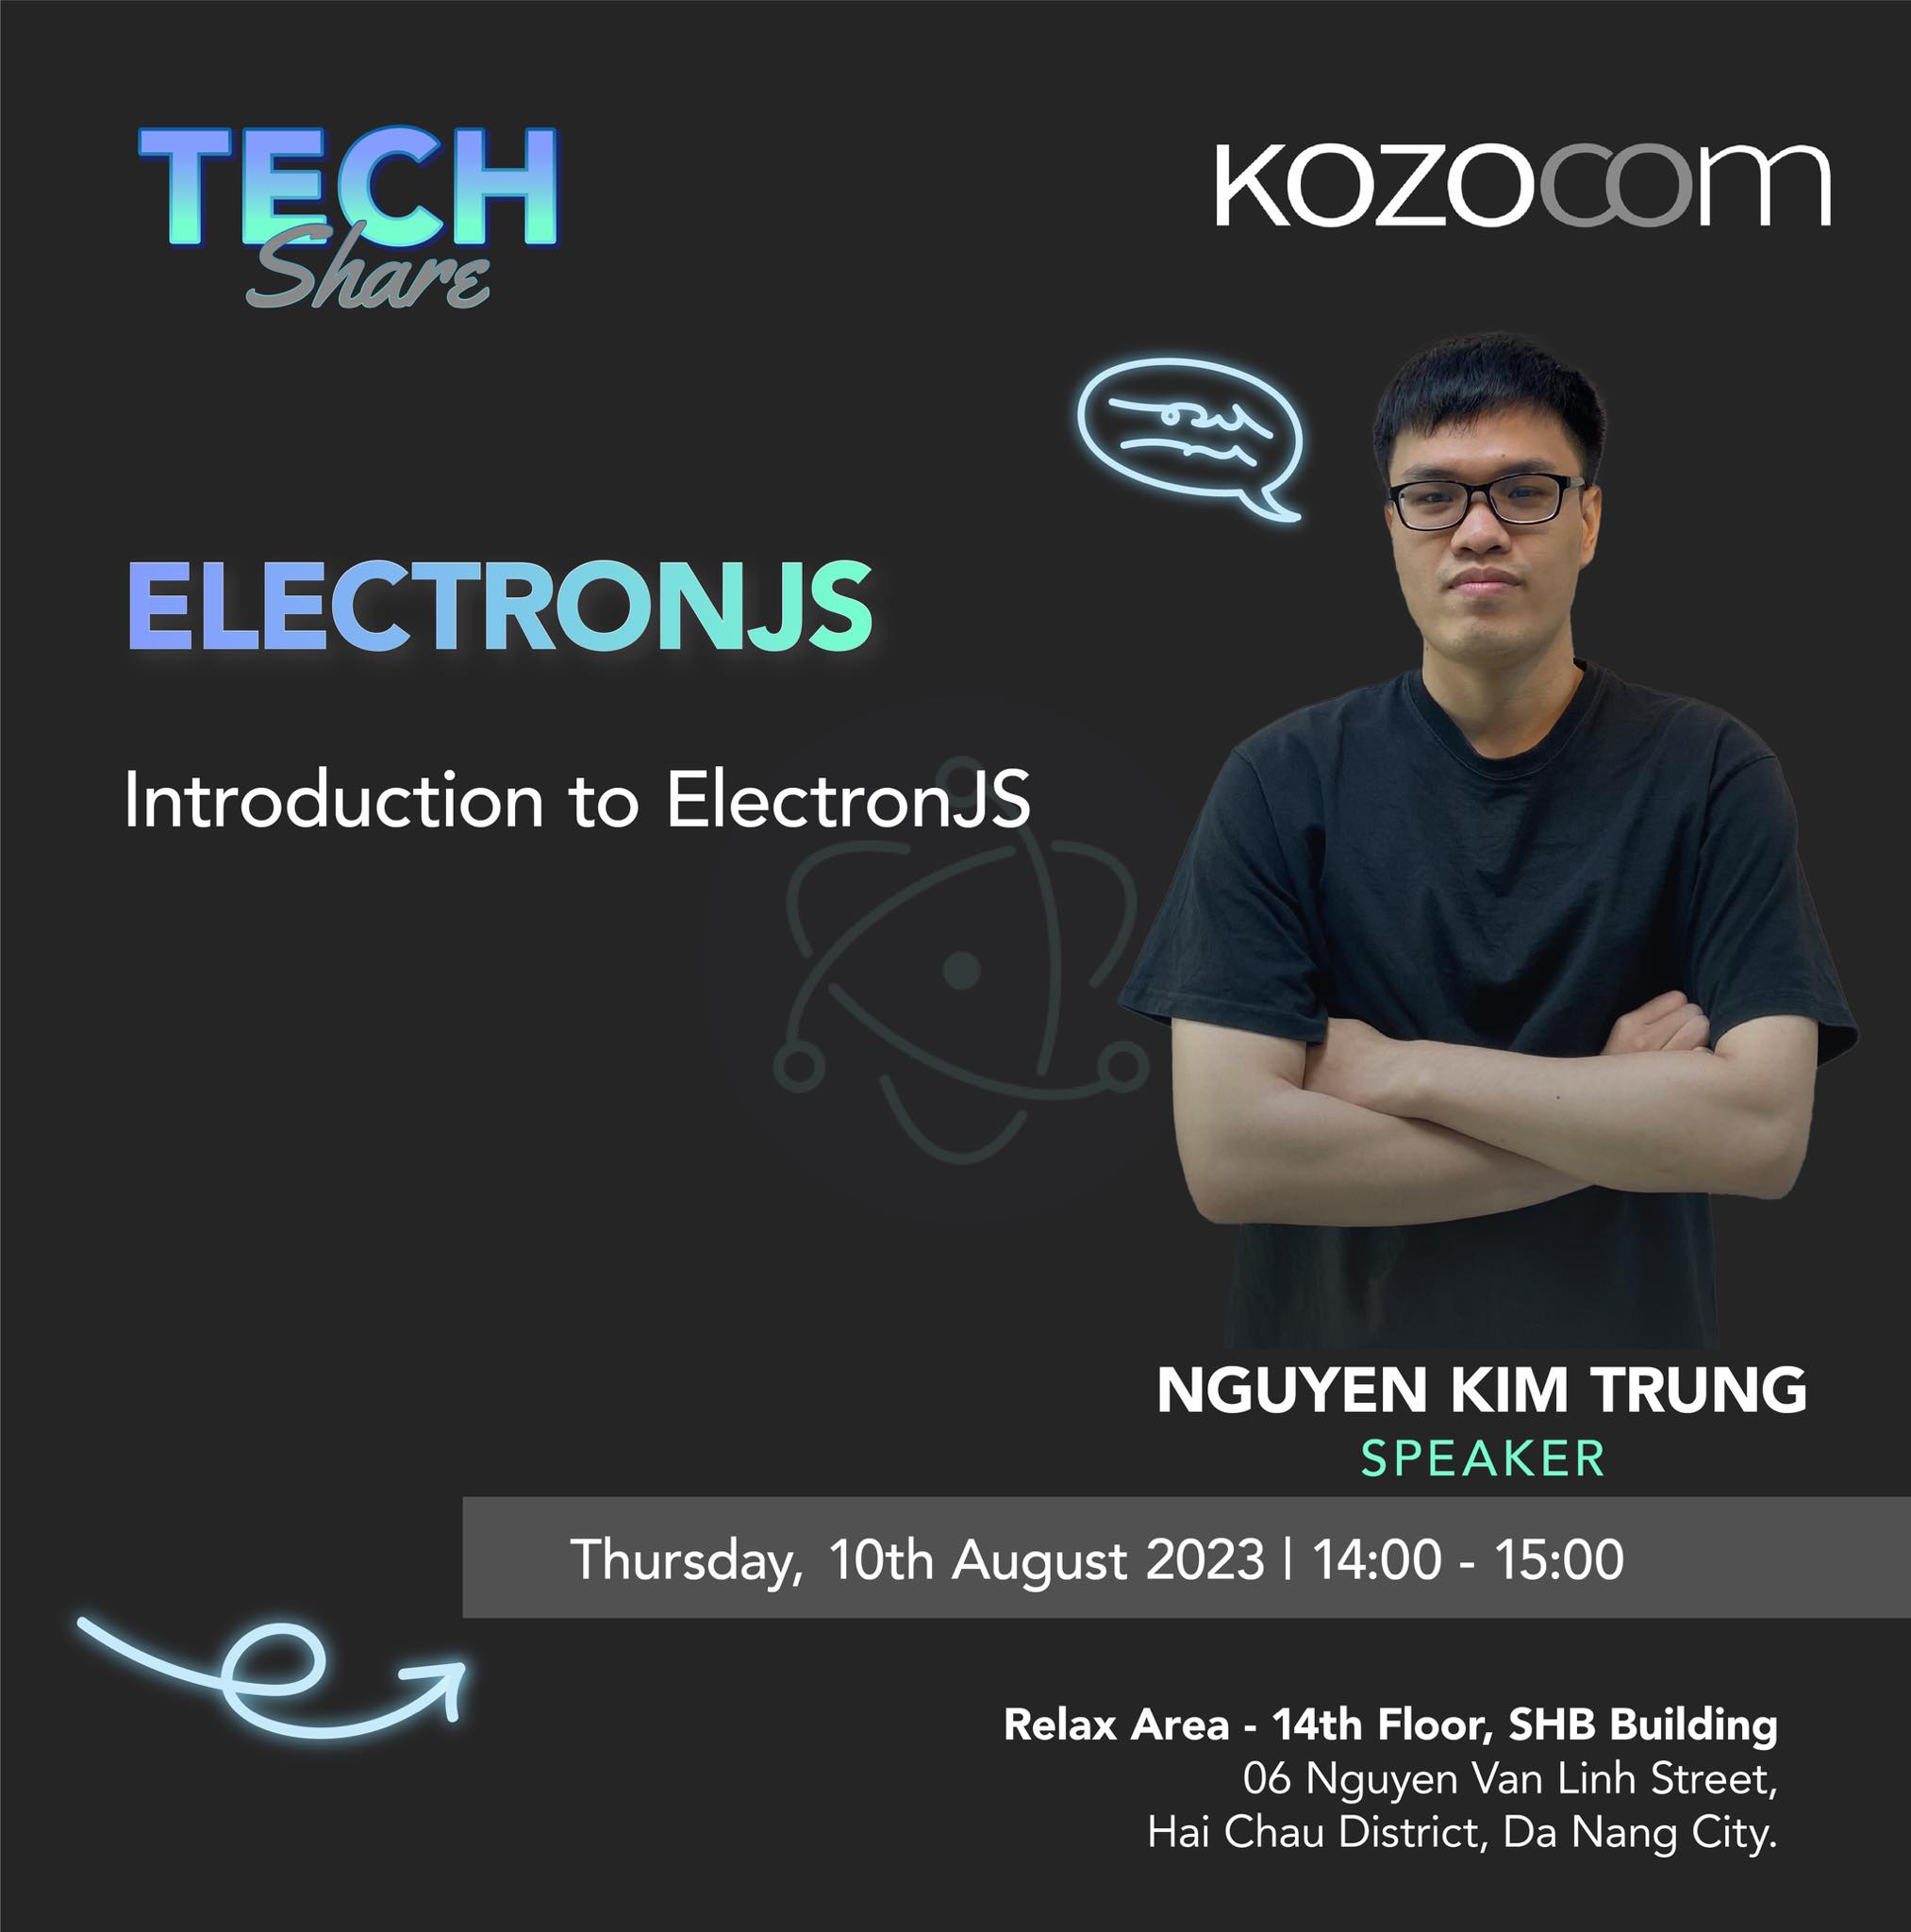 TECH
Share
KOZOCOM
ELECTRONJS
Introduction to ElectronJS
NGUYEN KIM TRUNG
SPEAKER
Thursday, 10th August 2023 | 14:00 - 15:00
Relax Area - 14th Floor, SHB Building
06 Nguyen Van Linh Street,
Hai Chau District, Da Nang City.